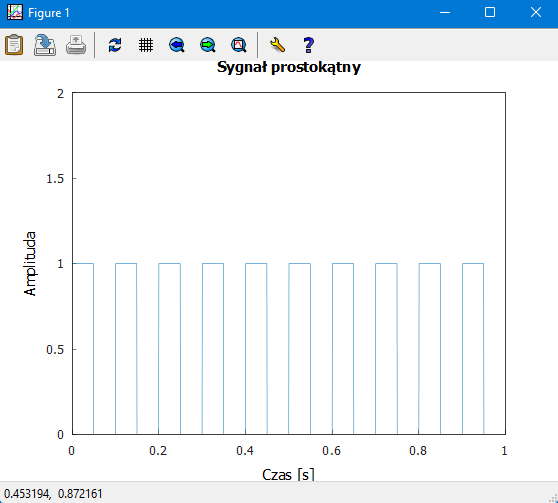 Figure 1
Sygnał prostokątny
2
1.5
1
0.5
0
Amplituda
0 0.2 0.4 0.6 0.8 1
Czas [s]
0.453194, 0.872161